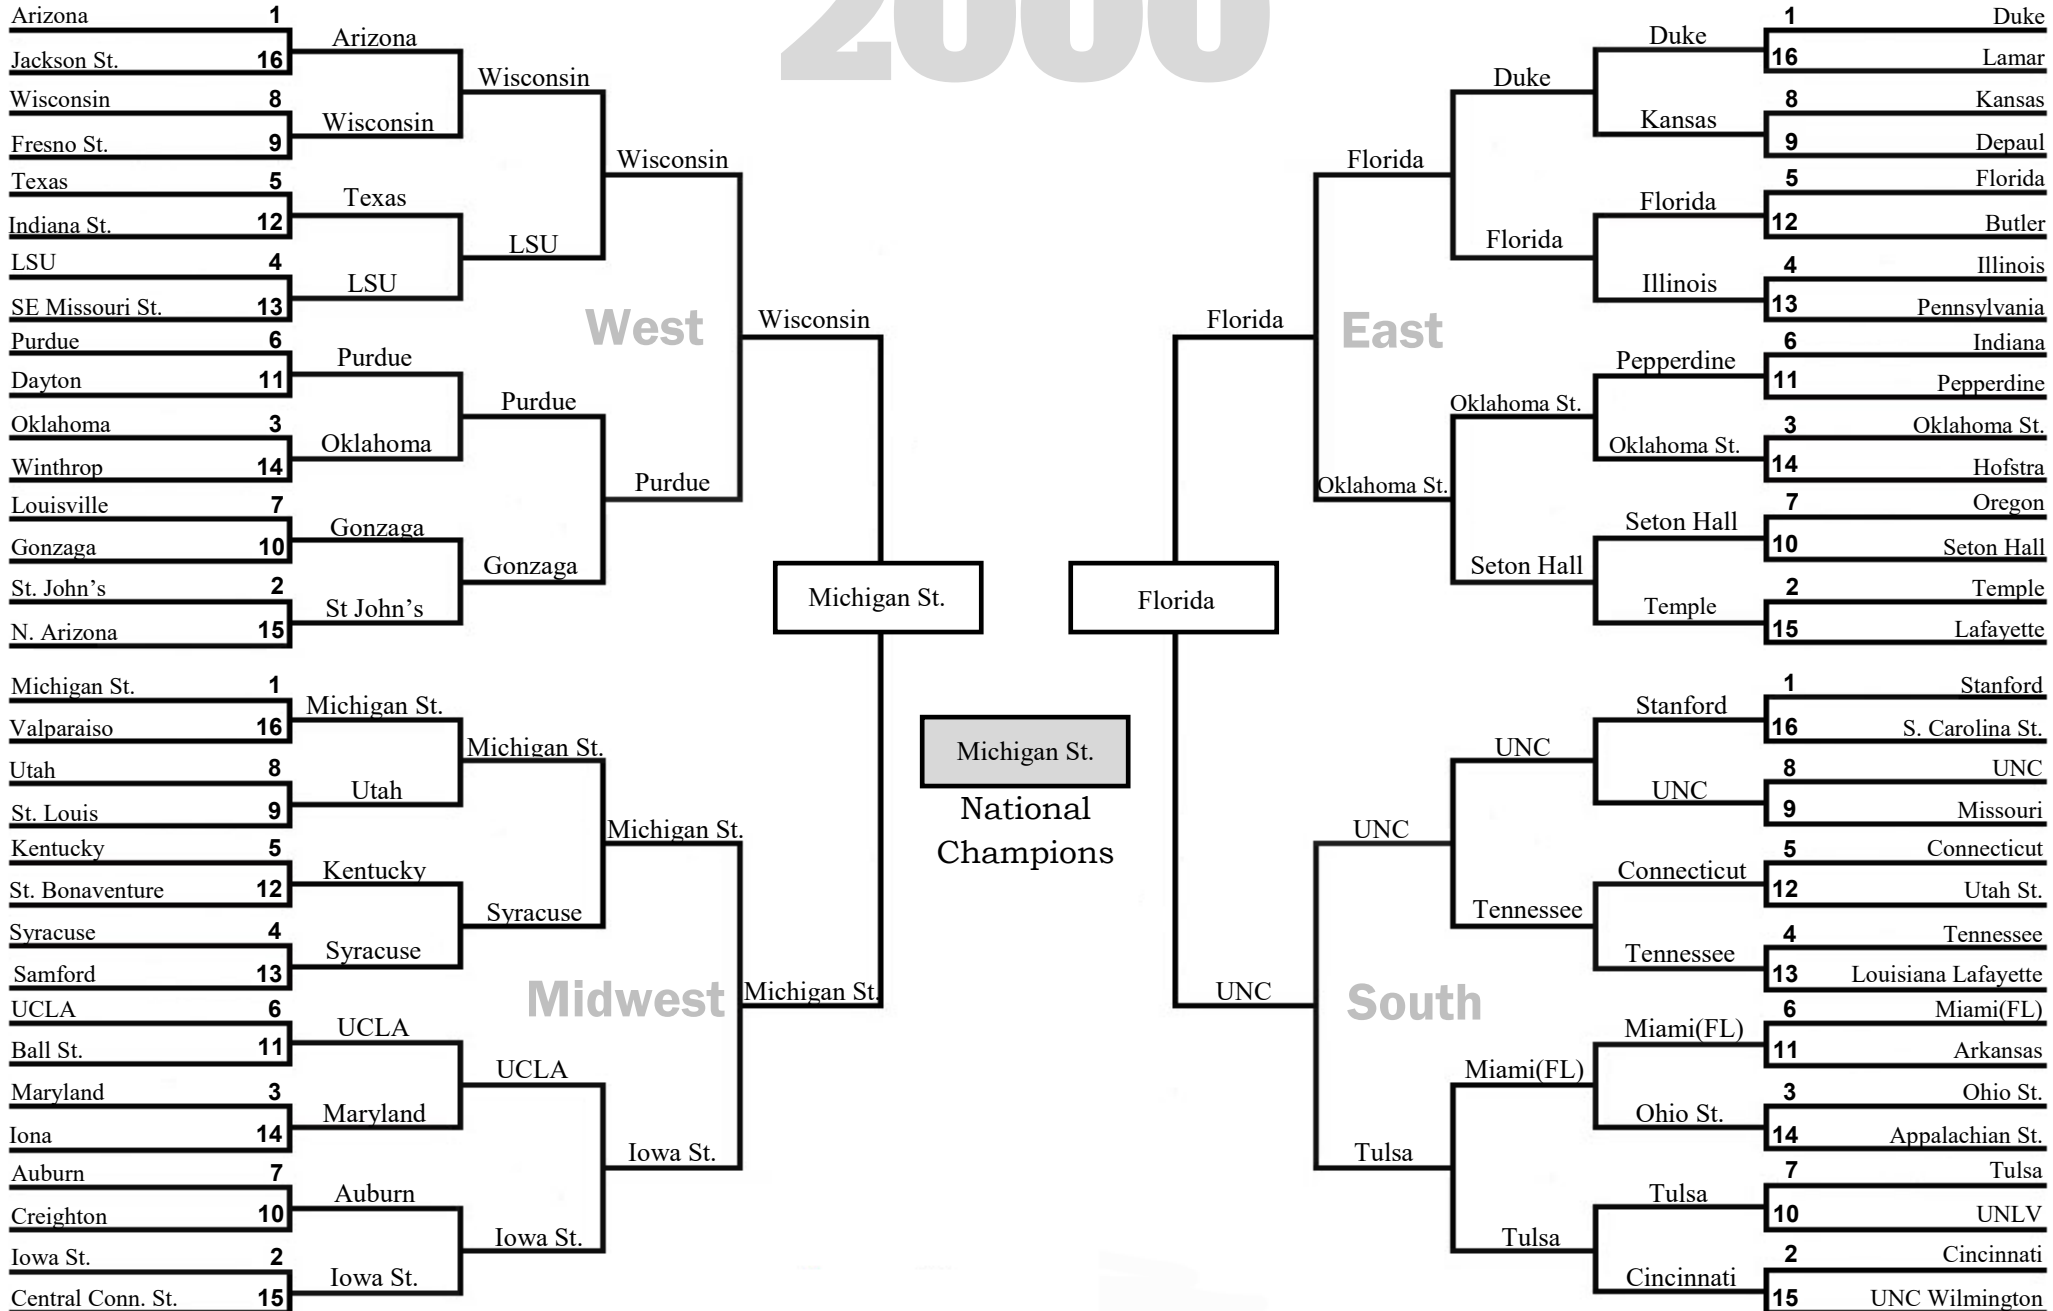 2000
Arizona 1
Jackson St. 16
Wisconsin 8
Fresno St. 9
Texas 5
Indiana St. 12
LSU 4
SE Missouri St. 13
Purdue 6
Dayton 11
Oklahoma 3
Winthrop 14
Louisville 7
Gonzaga 10
St. John’s 2
N. Arizona 15
Arizona
Wisconsin
Texas
LSU
Purdue
Oklahoma
Gonzaga
St John’s
Wisconsin
LSU
Purdue
Gonzaga
Wisconsin
Purdue
West
Wisconsin
Michigan St. 1
Valparaiso 16
Utah 8
St. Louis 9
Kentucky 5
St. Bonaventure 12
Syracuse 4
Samford 13
UCLA 6
Ball St. 11
Maryland 3
Iona 14
Auburn 7
Creighton 10
Iowa St. 2
Central Conn. St. 15
Michigan St.
Utah
Kentucky
Syracuse
UCLA
Maryland
Auburn
Iowa St.
Michigan St.
Syracuse
UCLA
Iowa St.
Michigan St.
Iowa St.
Midwest
Michigan St.
Michigan St.
Florida
Michigan St.
National
Champions
1 Duke
16 Lamar
8 Kansas
9 Depaul
5 Florida
12 Butler
4 Illinois
13 Pennsylvania
6 Indiana
11 Pepperdine
3 Oklahoma St.
14 Hofstra
7 Oregon
10 Seton Hall
2 Temple
15 Lafayette
Duke
Kansas
Florida
Illinois
Pepperdine
Oklahoma St.
Seton Hall
Temple
Duke
Florida
Oklahoma St.
Seton Hall
Florida
Oklahoma St.
East
Florida
1 Stanford
16 S. Carolina St.
8 UNC
9 Missouri
5 Connecticut
12 Utah St.
4 Tennessee
13 Louisiana Lafayette
6 Miami(FL)
11 Arkansas
3 Ohio St.
14 Appalachian St.
7 Tulsa
10 UNLV
2 Cincinnati
15 UNC Wilmington
Stanford
UNC
Connecticut
Tennessee
Miami(FL)
Ohio St.
Tulsa
Cincinnati
UNC
Tennessee
Miami(FL)
Tulsa
UNC
Tulsa
South
UNC